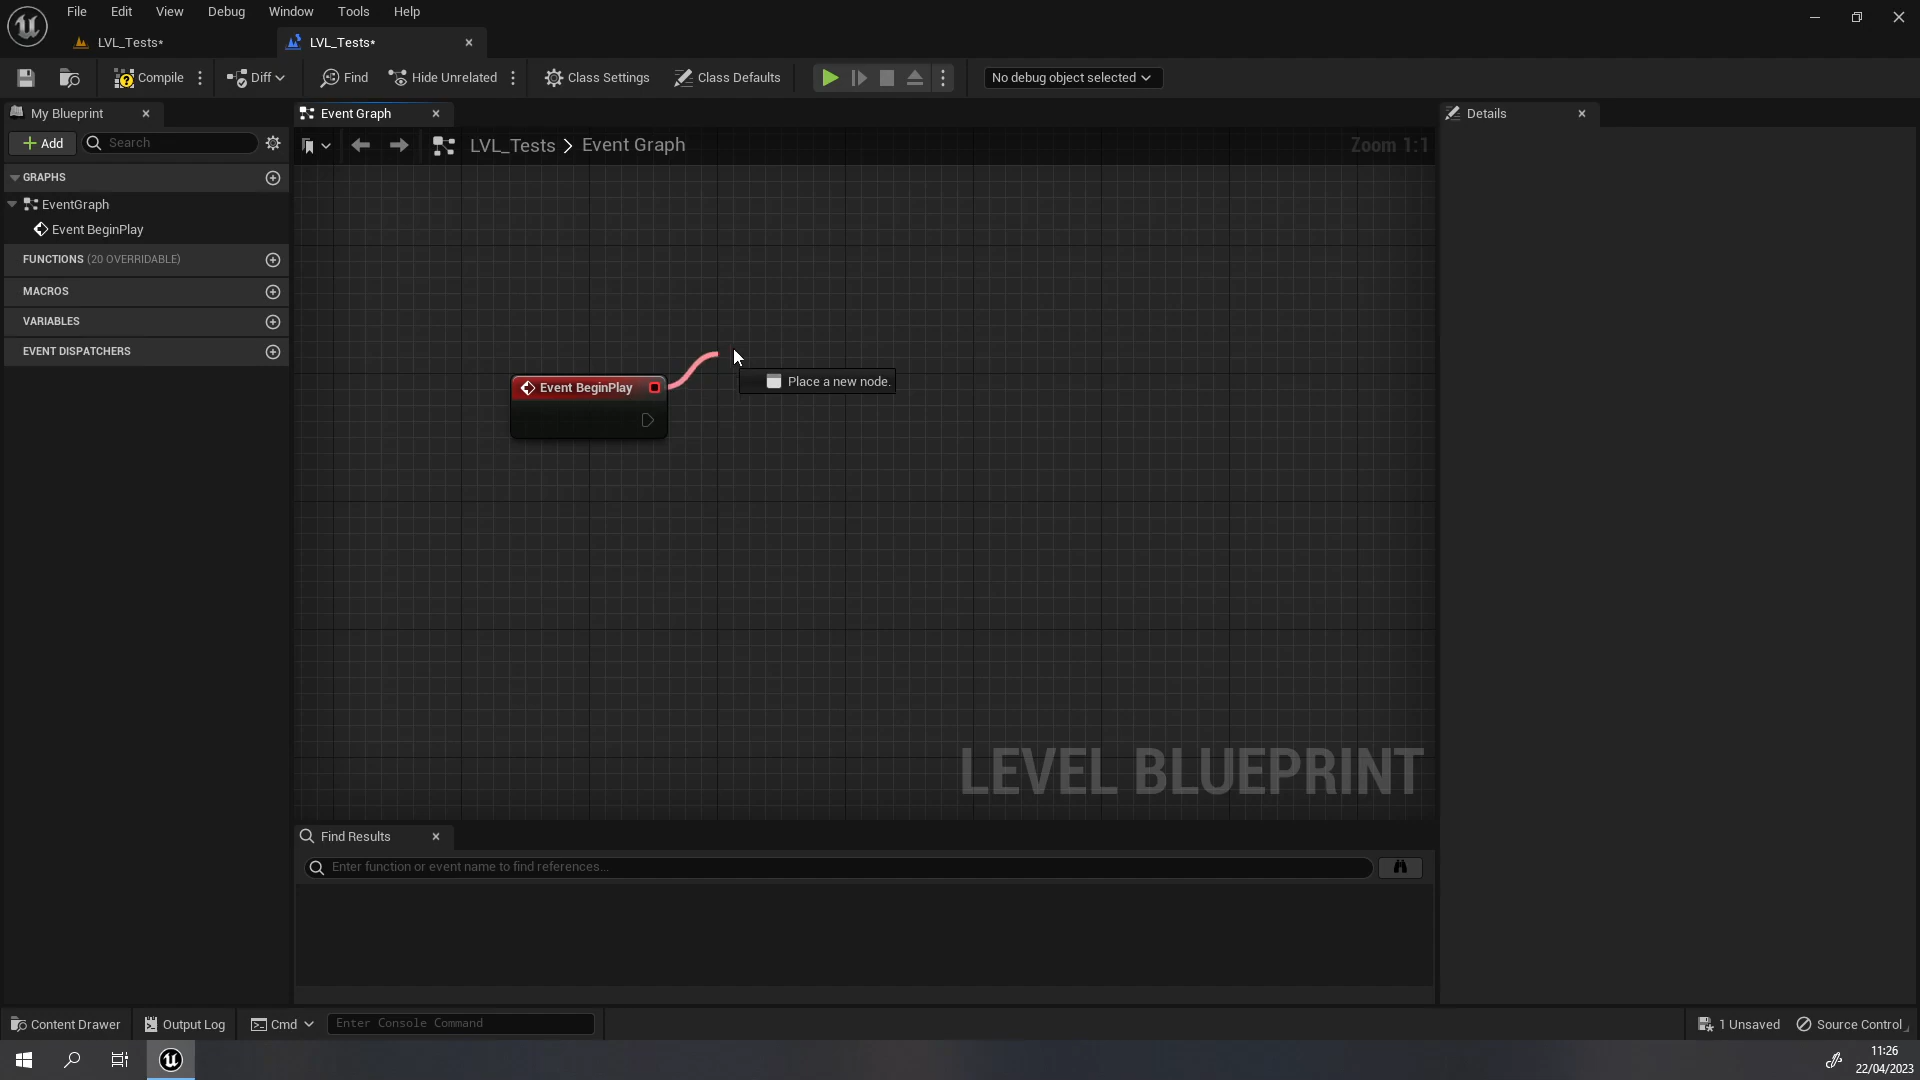 File Edit View Debug Window Tools Help
LVL_Tests* LVL_Tests*
Compile Diff Find Hide Unrelated Class Settings Class Defaults No debug object selected
My Blueprint Event Graph Details
Add Search LVL_Tests > Event Graph Zoom 1:1
GRAPHS
EventGraph
Event BeginPlay
FUNCTIONS (20 OVERRIDABLE)
MACROS
VARIABLES
EVENT DISPATCHERS
Event BeginPlay
Place a new node.
LEVEL BLUEPRINT
Find Results
Enter function or event name to find references...
Content Drawer Output Log Cmd Enter Console Command 1 Unsaved Source Control
11:26
22/04/2023